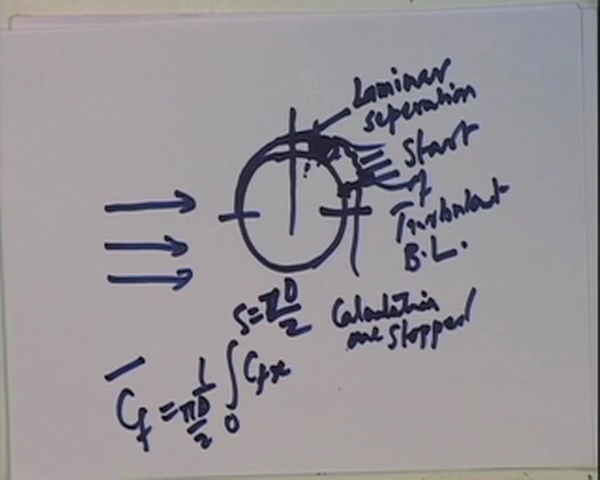 Laminar
seperation
Start
of
Turbulent
B.L.
S=πD/2
Calculation
are stopped
C̄f = 1/(πD/2) ∫₀ Cfx